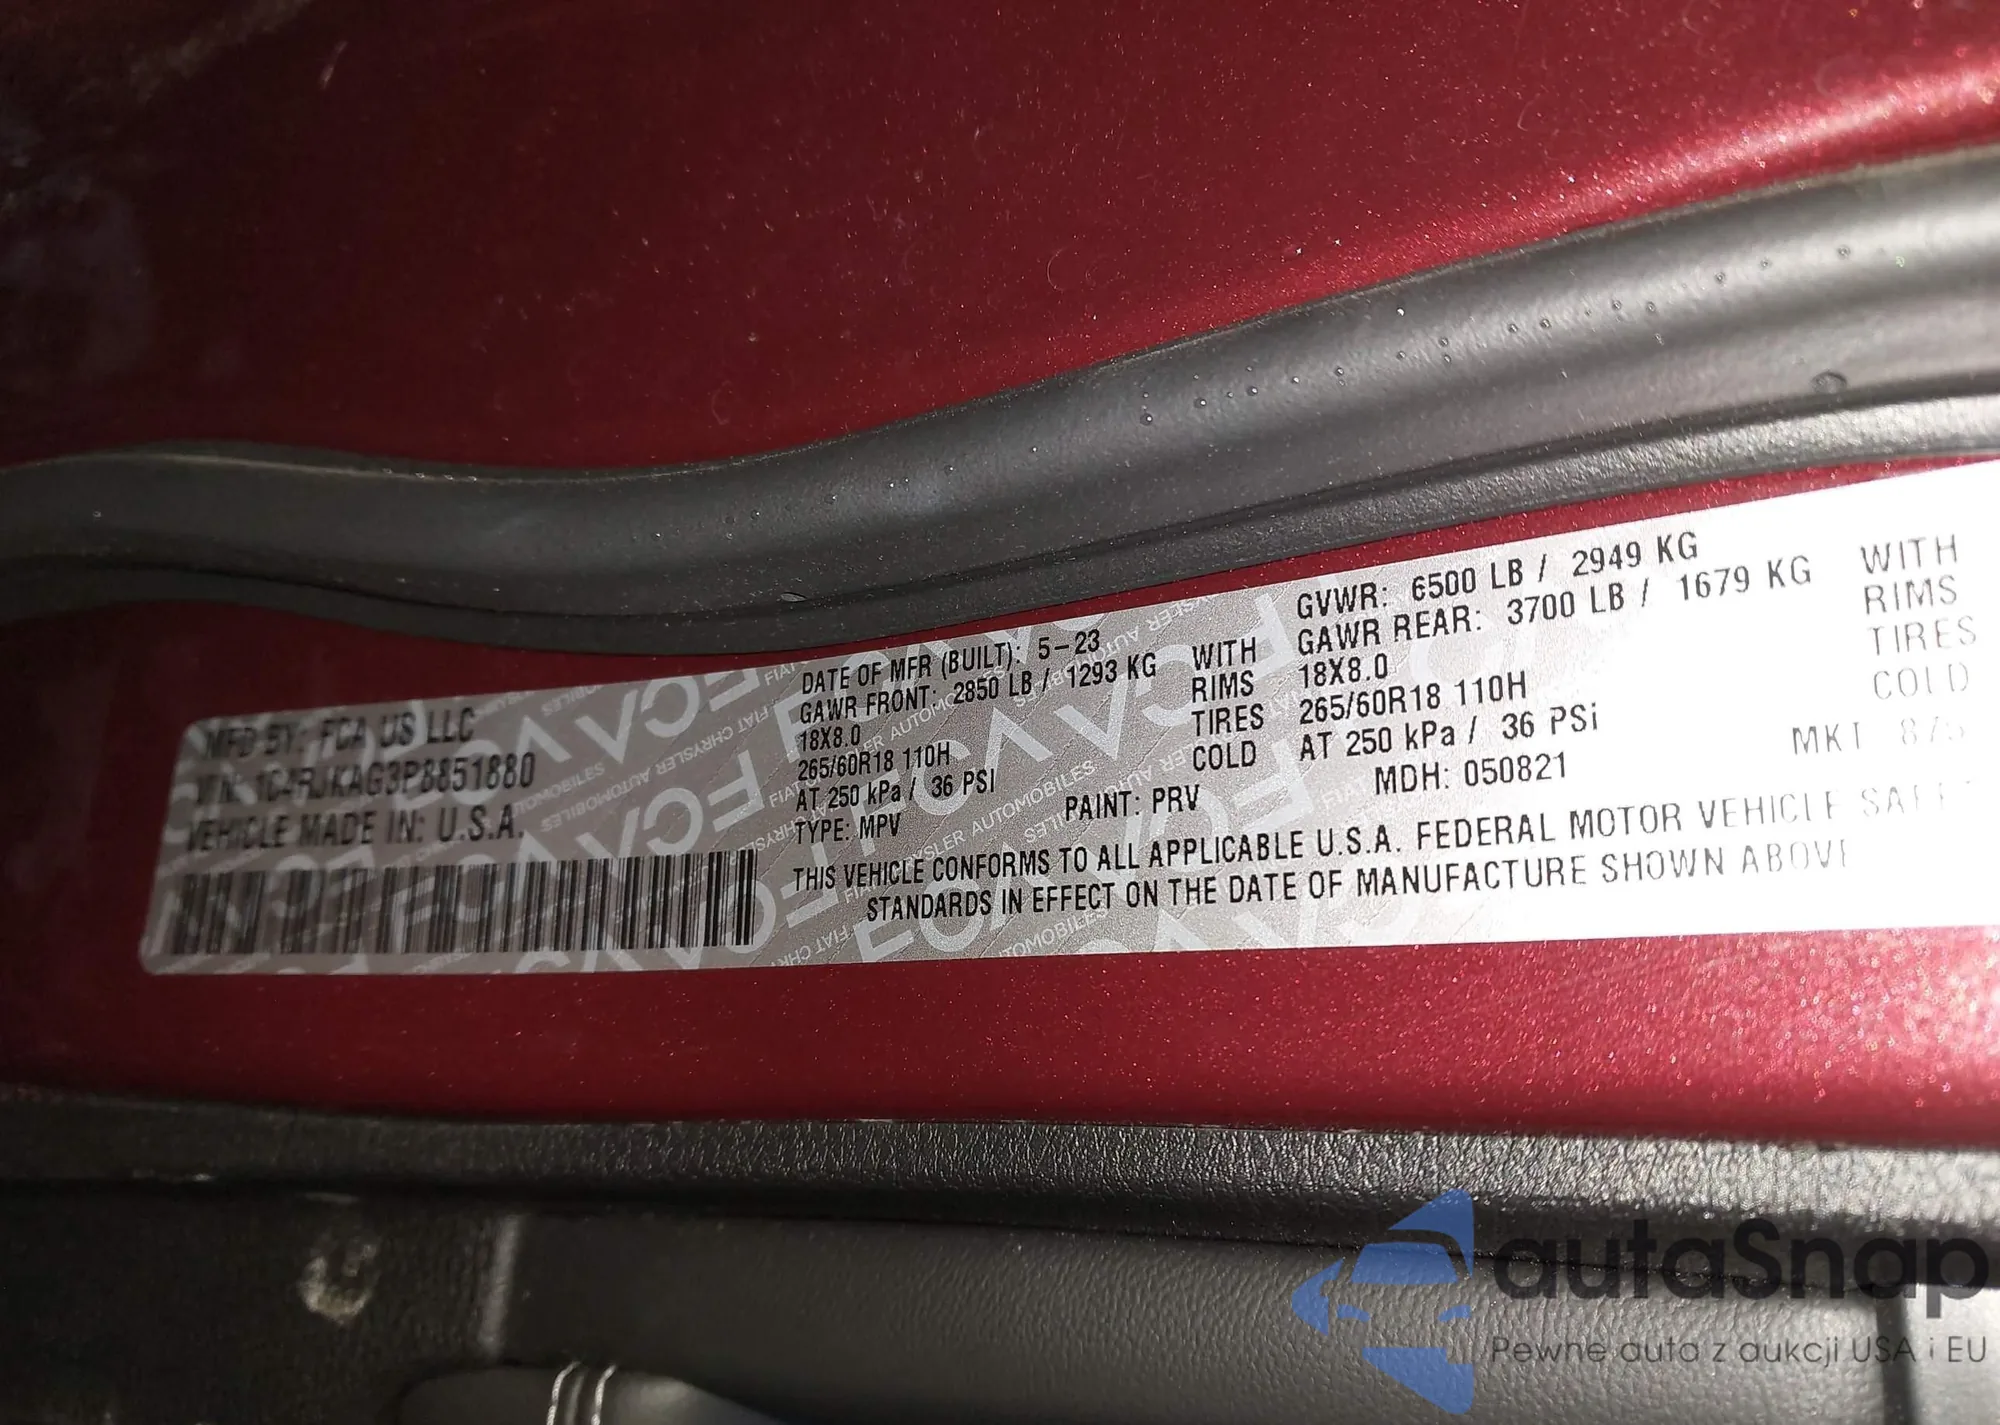 MFD BY: FCA US LLC
VIN: 1C4RJKAG3P8851880
VEHICLE MADE IN: U.S.A.
DATE OF MFR (BUILT): 5-23
GAWR FRONT: 2850 LB / 1293 KG WITH
18X8.0 RIMS
265/60R18 110H TIRES
AT 250 kPa / 36 PSI COLD
TYPE: MPV PAINT: PRV
GVWR: 6500 LB / 2949 KG
GAWR REAR: 3700 LB / 1679 KG WITH
18X8.0 RIMS
265/60R18 110H TIRES
AT 250 kPa / 36 PSi COLD
MDH: 050821 MKT
THIS VEHICLE CONFORMS TO ALL APPLICABLE U.S.A. FEDERAL MOTOR VEHICLE
STANDARDS IN EFFECT ON THE DATE OF MANUFACTURE SHOWN ABOVE
autaSnap
Pewne auta z aukcji USA i EU